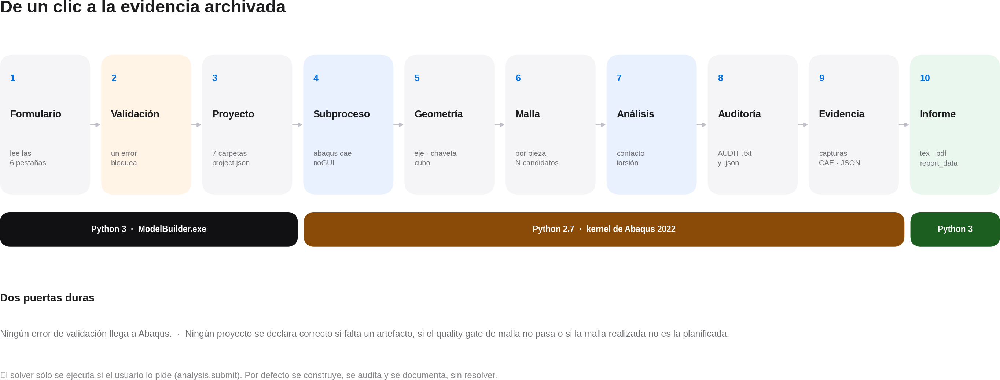 De un clic a la evidencia archivada
1
Formulario
lee las
6 pestañas
2
Validación
un error
bloquea
3
Proyecto
7 carpetas
project.json
4
Subproceso
abaqus cae
noGUI
5
Geometría
eje · chaveta
cubo
6
Malla
por pieza,
N candidatos
7
Análisis
contacto
torsión
8
Auditoría
AUDIT .txt
y .json
9
Evidencia
capturas
CAE · JSON
10
Informe
tex · pdf
report_data
Python 3 · ModelBuilder.exe
Python 2.7 · kernel de Abaqus 2022
Python 3
Dos puertas duras
Ningún error de validación llega a Abaqus. · Ningún proyecto se declara correcto si falta un artefacto, si el quality gate de malla no pasa o si la malla realizada no es la planificada.
El solver sólo se ejecuta si el usuario lo pide (analysis.submit). Por defecto se construye, se audita y se documenta, sin resolver.